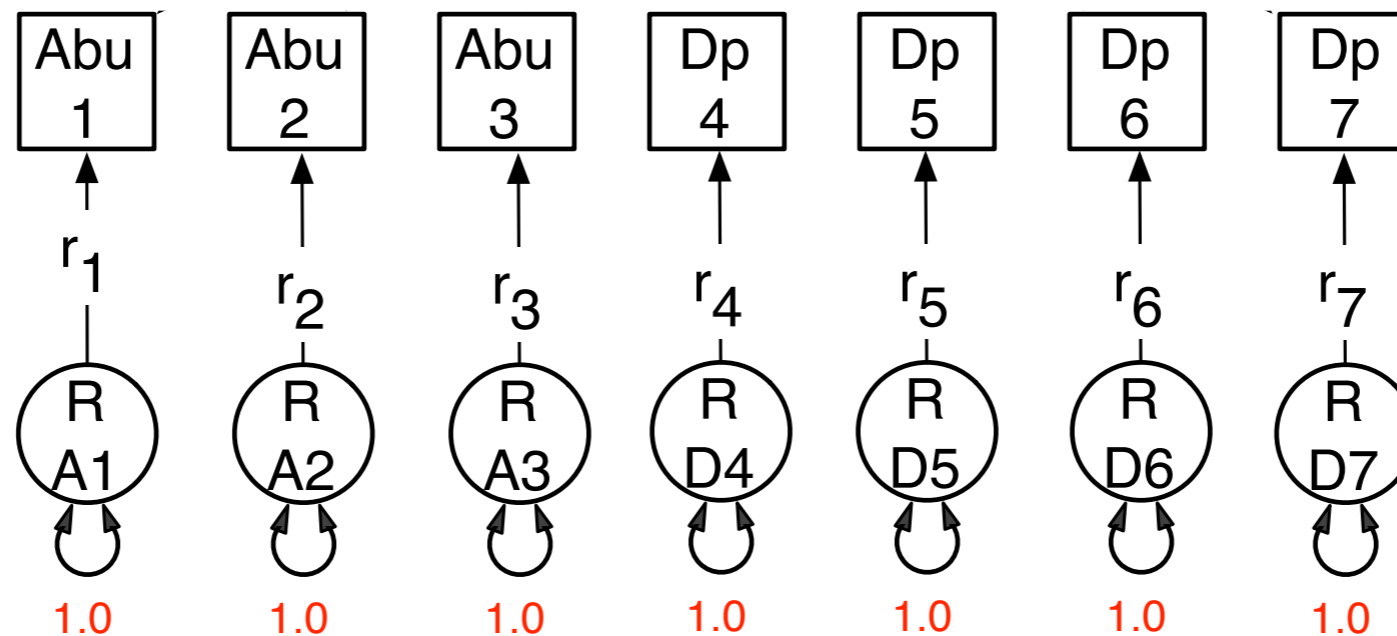 Abu Abu Abu Dp Dp Dp Dp
1 2 3 4 5 6 7
r1 r2 r3 r4 r5 r6 r7
R R R R R R R
A1 A2 A3 D4 D5 D6 D7
1.0 1.0 1.0 1.0 1.0 1.0 1.0